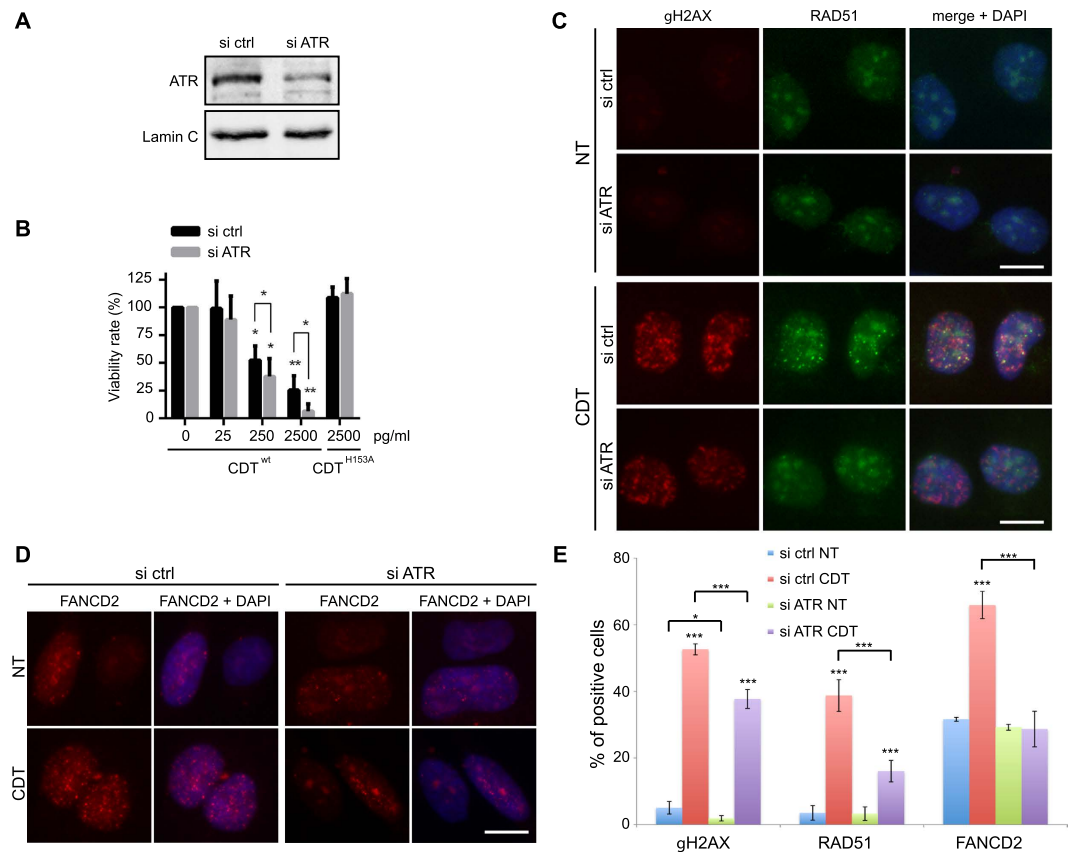 A
si ctrl si ATR
ATR
Lamin C
B
si ctrl
si ATR
Viability rate (%)
125
100
75
50
25
0
*
* *
*
** **
0 25 250 2500 2500 pg/ml
CDT wt CDT H153A
C
gH2AX RAD51 merge + DAPI
NT
si ctrl
si ATR
CDT
si ctrl
si ATR
D
si ctrl si ATR
FANCD2 FANCD2 + DAPI FANCD2 FANCD2 + DAPI
NT
CDT
E
si ctrl NT
si ctrl CDT
si ATR NT
si ATR CDT
% of positive cells
80
60
40
20
0
***
*
***
***
***
***
***
***
***
gH2AX RAD51 FANCD2